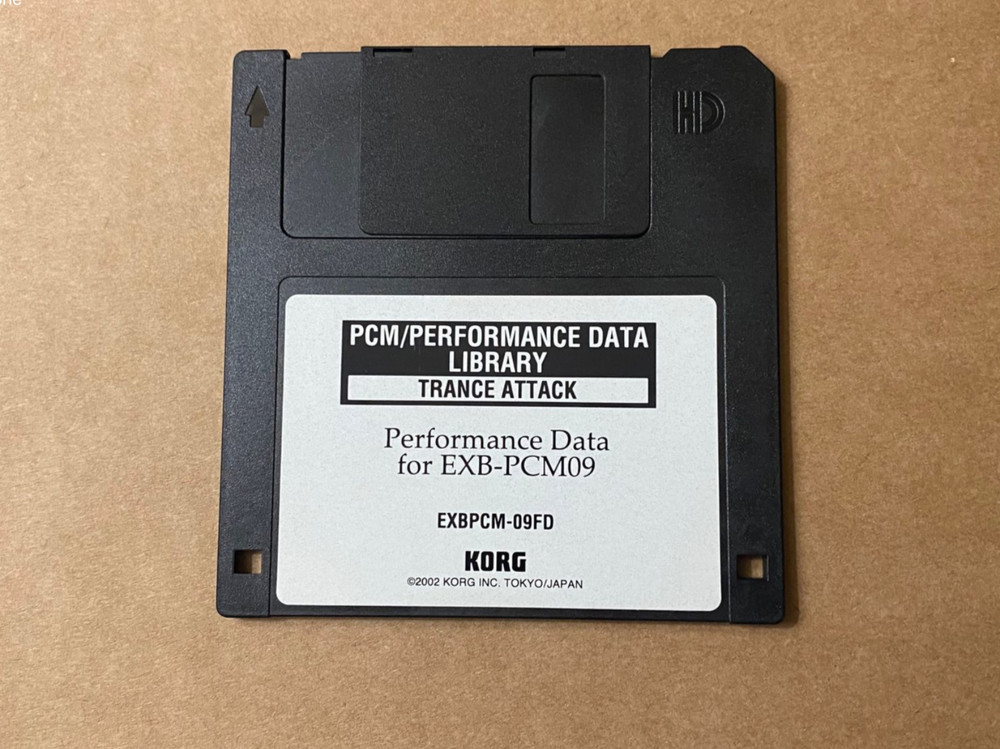 HD
PCM/PERFORMANCE DATA
LIBRARY
TRANCE ATTACK
Performance Data
for EXB-PCM09
EXBPCM-09FD
KORG
©2002 KORG INC. TOKYO/JAPAN